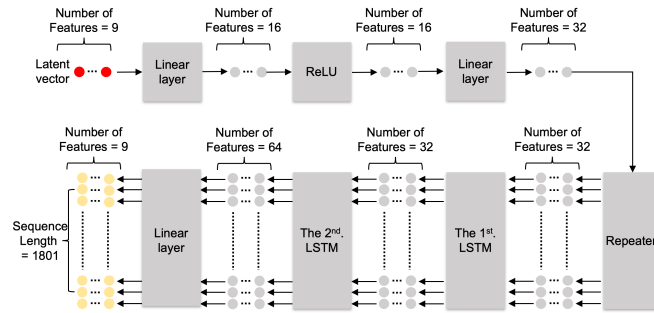 Number of
Features = 9
Number of
Features = 16
Number of
Features = 16
Number of
Features = 32
Latent
vector
Linear
layer
ReLU
Linear
layer
Number of
Features = 9
Number of
Features = 64
Number of
Features = 32
Number of
Features = 32
Sequence
Length
= 1801
Linear
layer
The 2nd.
LSTM
The 1st.
LSTM
Repeater